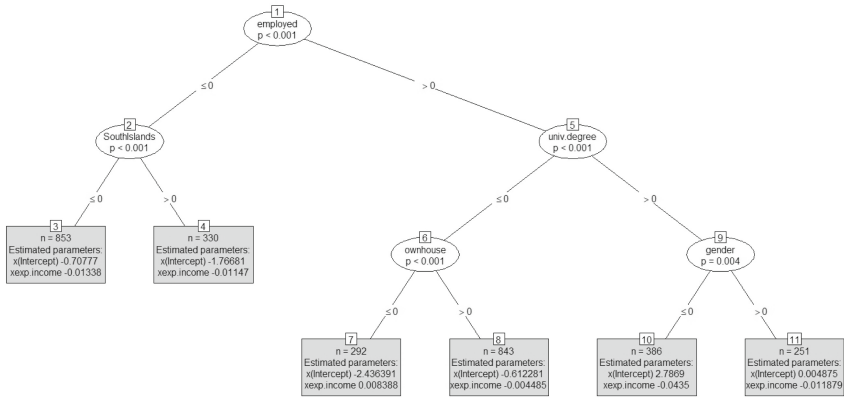 1
employed
p < 0.001
≤ 0
> 0
2
SouthIslands
p < 0.001
5
univ.degree
p < 0.001
≤ 0
> 0
≤ 0
> 0
3
n = 853
Estimated parameters:
x(Intercept) -0.70777
xexp.income -0.01338
4
n = 330
Estimated parameters:
x(Intercept) -1.76681
xexp.income -0.01147
6
ownhouse
p < 0.001
9
gender
p = 0.004
≤ 0
> 0
≤ 0
> 0
7
n = 292
Estimated parameters:
x(Intercept) -2.436391
xexp.income 0.008388
8
n = 843
Estimated parameters:
x(Intercept) -0.612281
xexp.income -0.004485
10
n = 386
Estimated parameters:
x(Intercept) 2.7869
xexp.income -0.0435
11
n = 251
Estimated parameters:
x(Intercept) 0.004875
xexp.income -0.011879